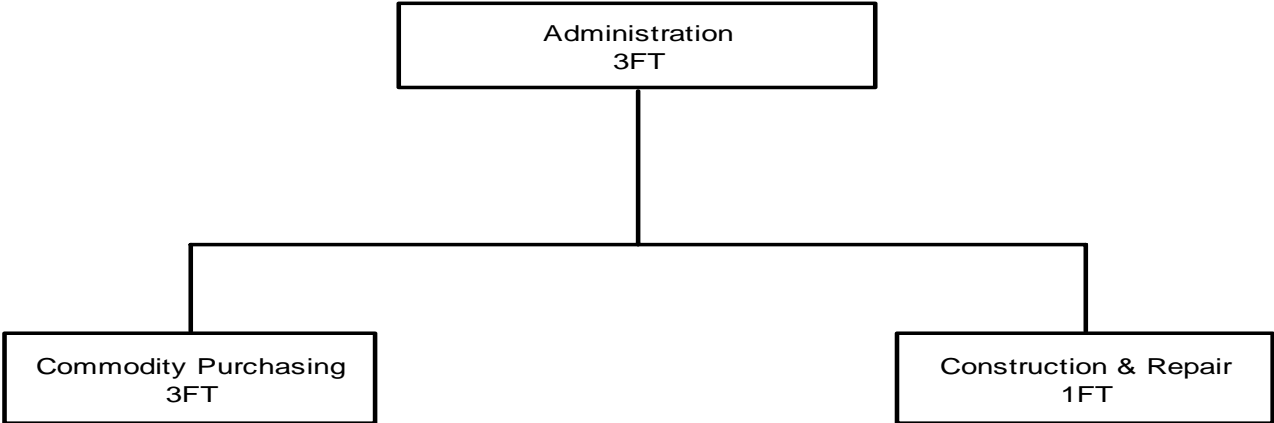 Administration
3FT
Commodity Purchasing
3FT
Construction & Repair
1FT